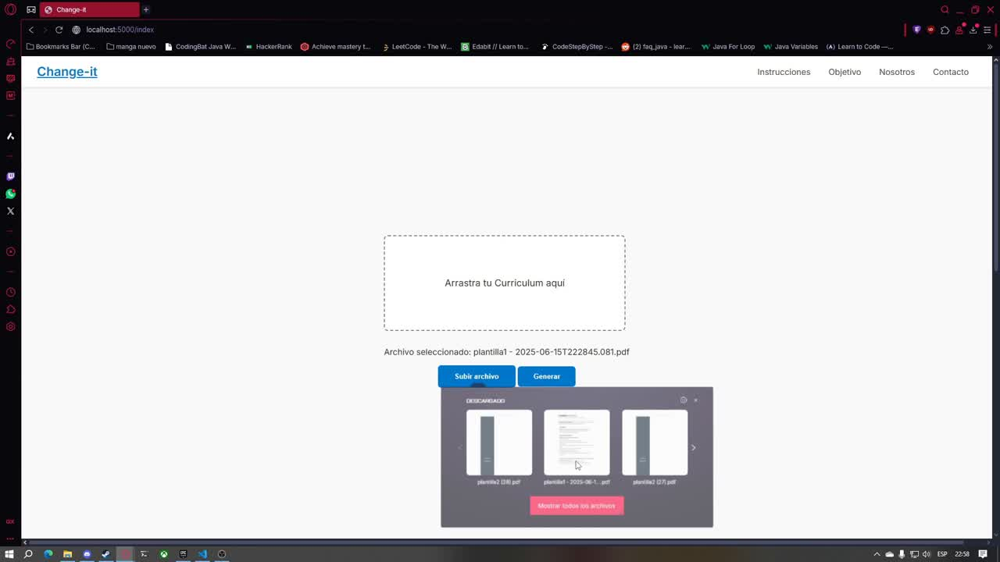 Change-it
localhost:5000/index
Bookmarks Bar (C...
manga nuevo
CodingBat Java W...
HackerRank
Achieve mastery t...
LeetCode - The W...
Edabit // Learn to...
CodeStepByStep -...
(2) faq_java - lear...
Java For Loop
Java Variables
Learn to Code —...
Change-it
Instrucciones
Objetivo
Nosotros
Contacto
Arrastra tu Curriculum aquí
Archivo seleccionado: plantilla1 - 2025-06-15T222845.081.pdf
Subir archivo
Generar
DESCARGADO
plantilla2 (28).pdf
plantilla1 - 2025-06-1....pdf
plantilla2 (27).pdf
Mostrar todos los archivos
GX
ESP
22:58